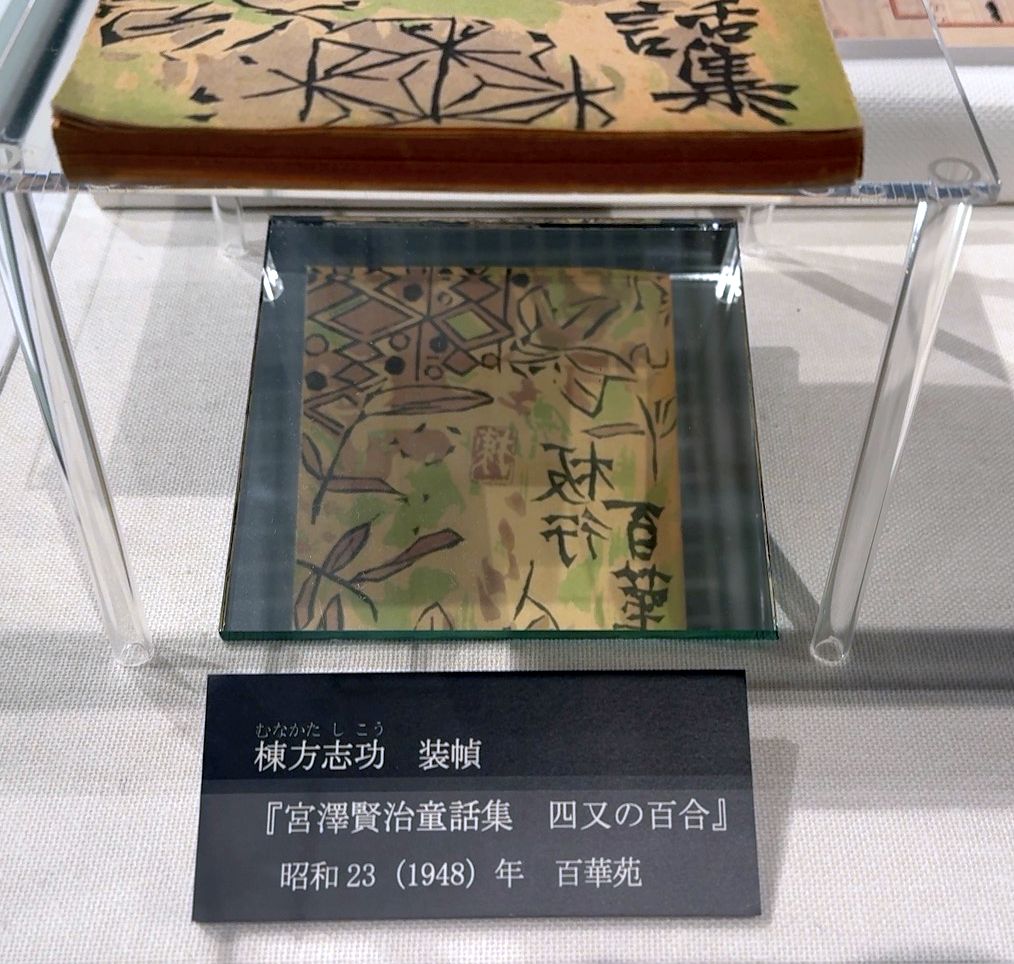 話集
板行
百華
むなかた しこう
棟方志功 装幀
『宮澤賢治童話集 四又の百合』
昭和23（1948）年 百華苑